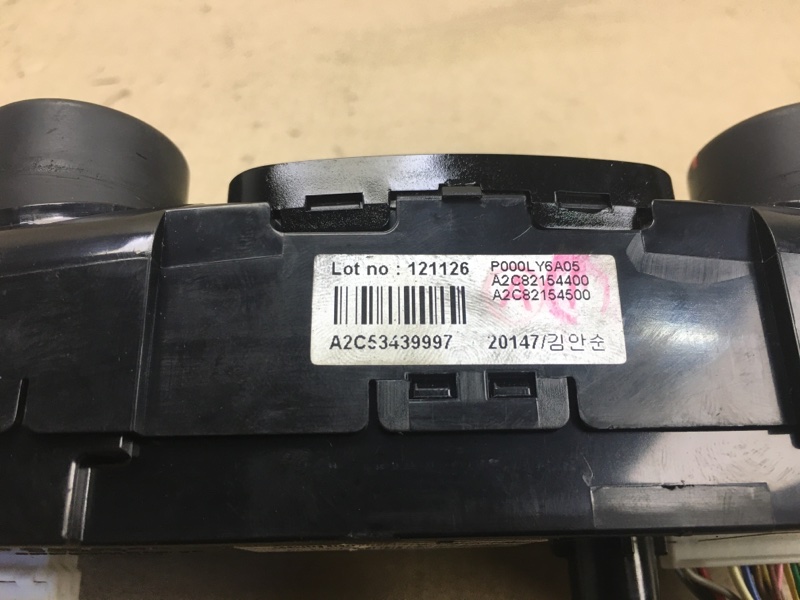 Lot no : 121126
P000LY6A05
A2C82154400
A2C82154500
A2C53439997
20147/김안순